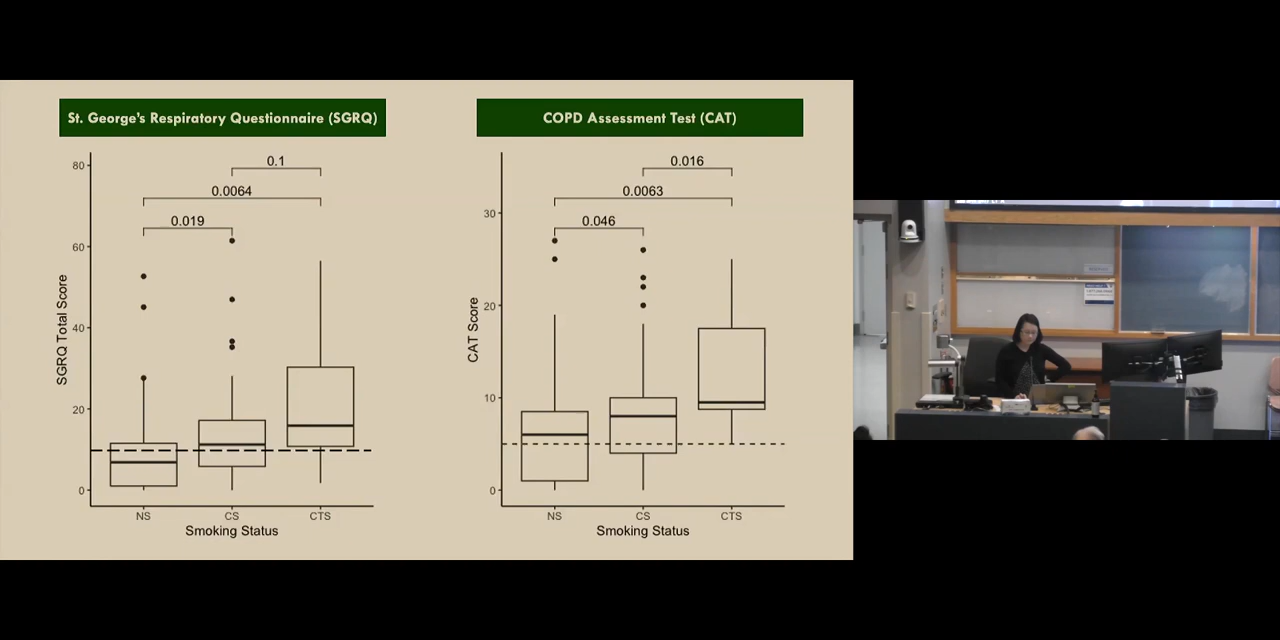 St. George's Respiratory Questionnaire (SGRQ)
80
60
40
20
0
SGRQ Total Score
0.1
0.0064
0.019
NS
CS
CTS
Smoking Status
COPD Assessment Test (CAT)
30
20
10
0
CAT Score
0.016
0.0063
0.046
NS
CS
CTS
Smoking Status